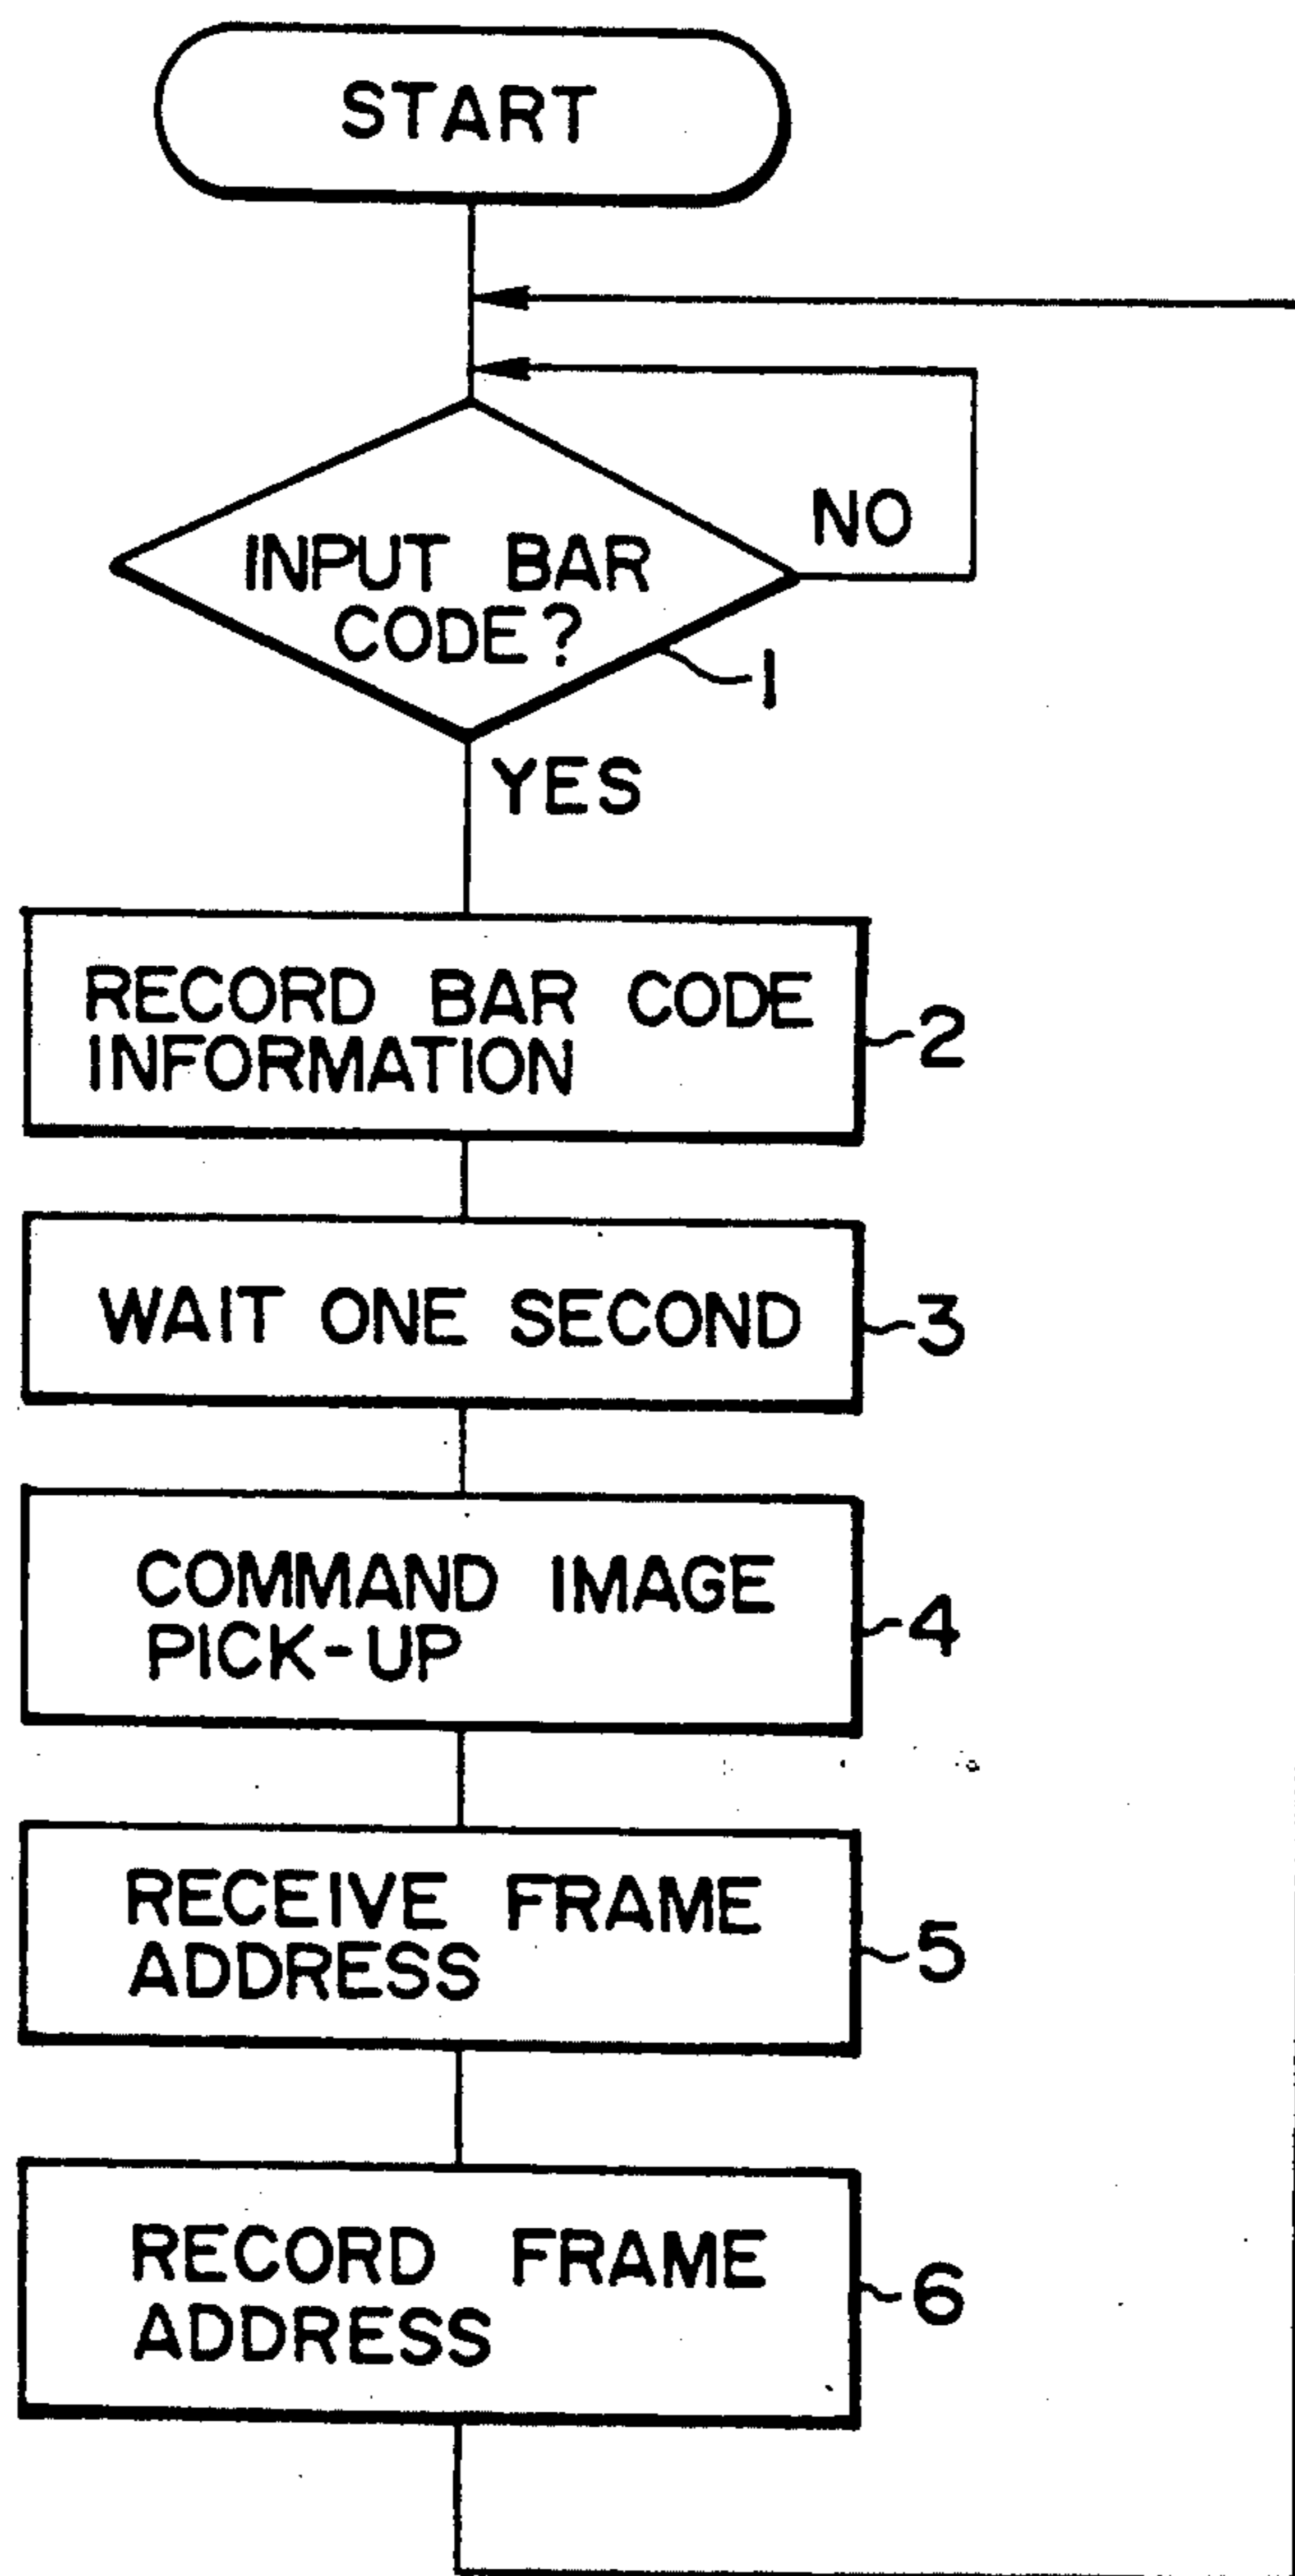 START
NO
INPUT BAR
CODE?
1
YES
RECORD BAR CODE
INFORMATION
2
WAIT ONE SECOND
3
COMMAND IMAGE
PICK-UP
4
RECEIVE FRAME
ADDRESS
5
RECORD FRAME
ADDRESS
6